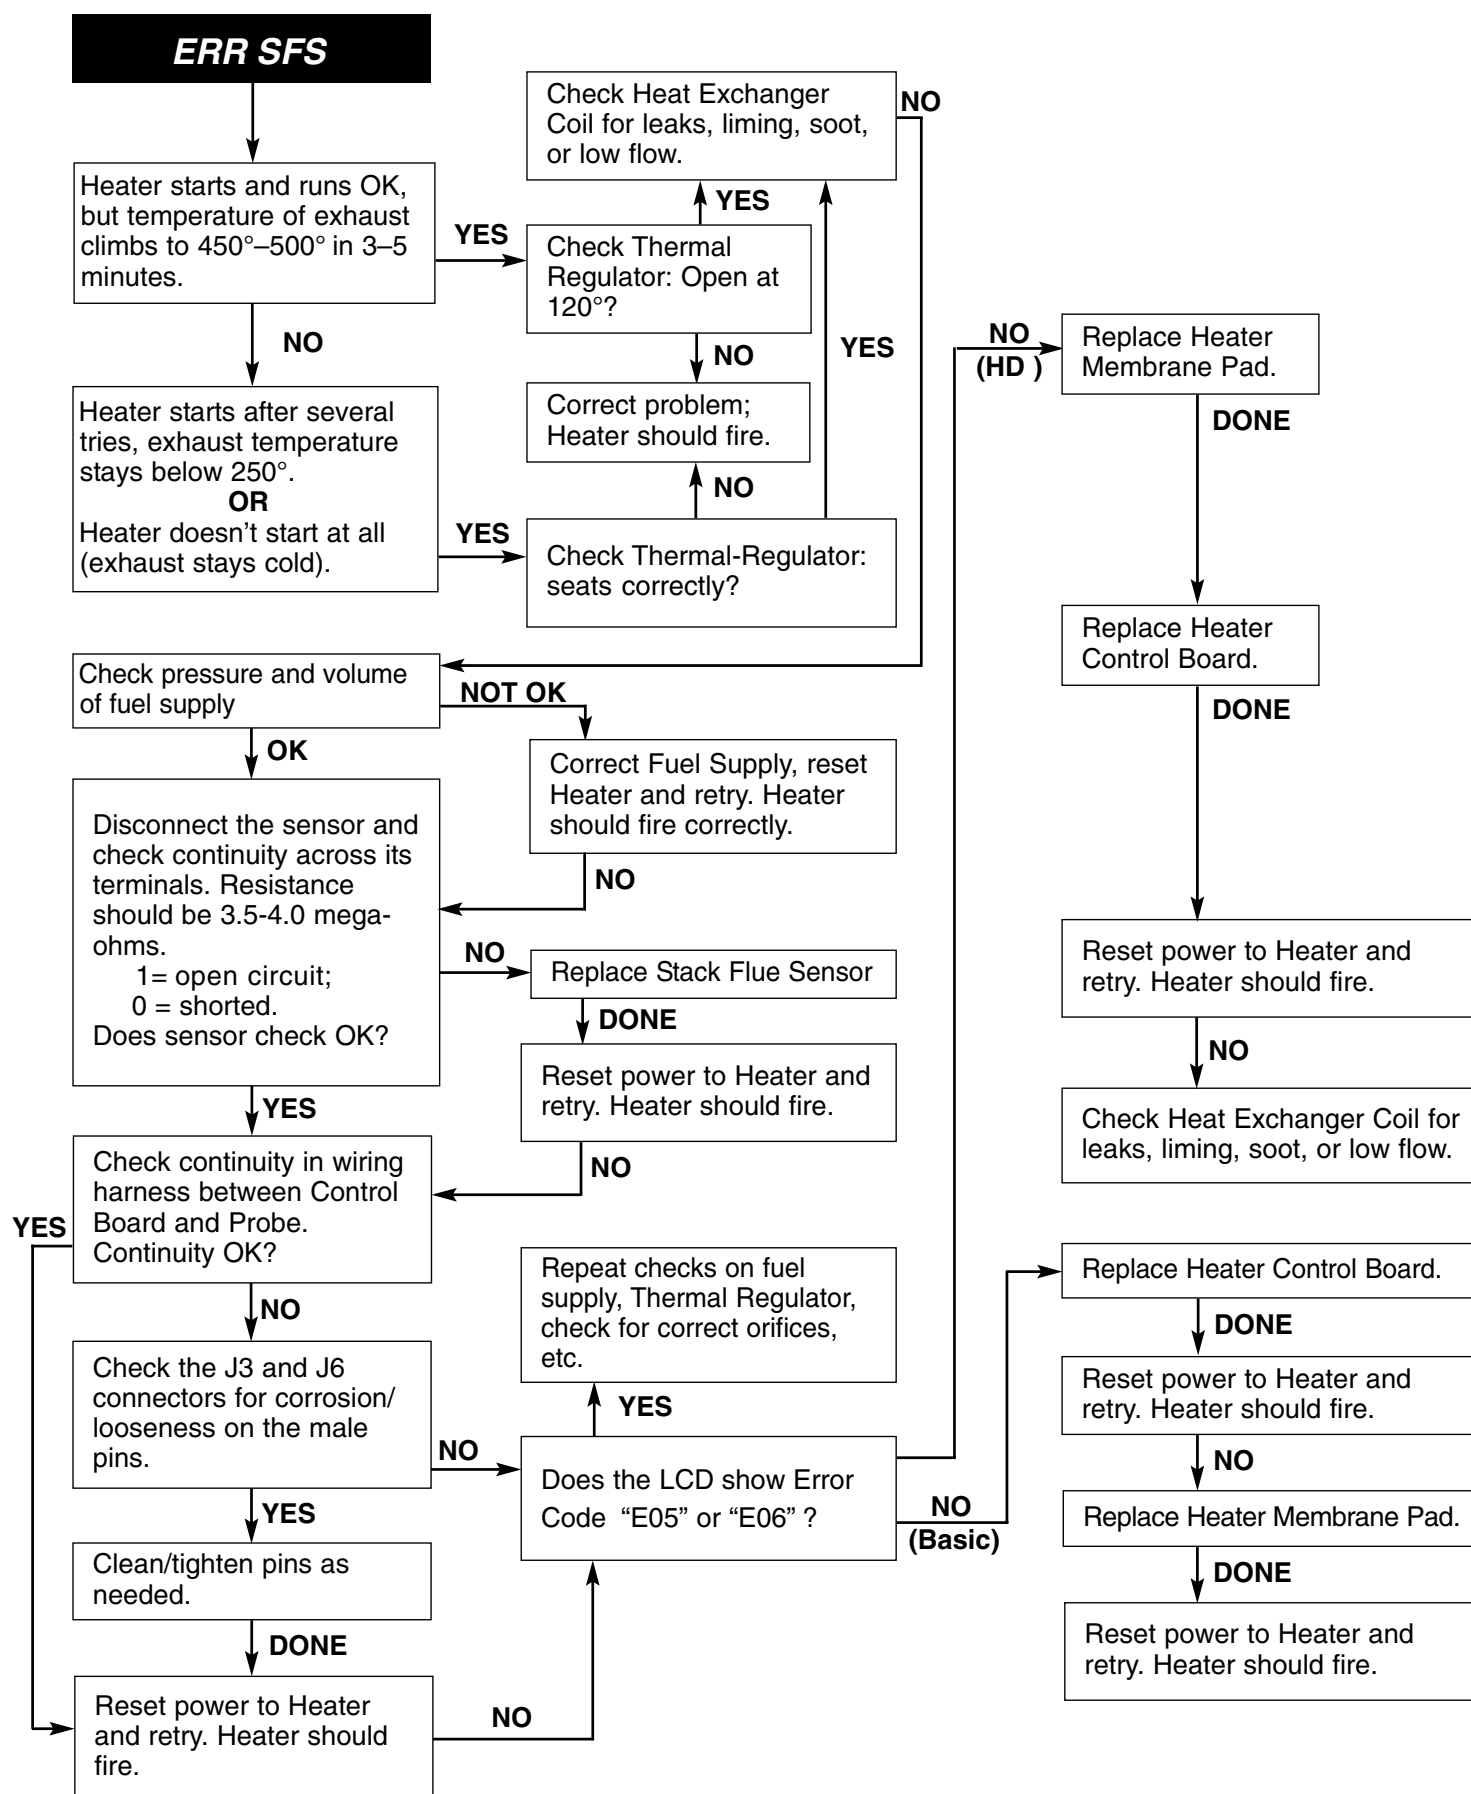 ERR SFS
Heater starts and runs OK,
but temperature of exhaust
climbs to 450°–500° in 3–5
minutes.
YES
NO
Check Heat Exchanger
Coil for leaks, liming, soot,
or low flow.
NO
YES
Check Thermal
Regulator: Open at
120°?
NO
YES
Correct problem;
Heater should fire.
NO
Heater starts after several
tries, exhaust temperature
stays below 250°.
OR
Heater doesn't start at all
(exhaust stays cold).
YES
Check Thermal-Regulator:
seats correctly?
Check pressure and volume
of fuel supply
NOT OK
OK
Correct Fuel Supply, reset
Heater and retry. Heater
should fire correctly.
NO
Disconnect the sensor and
check continuity across its
terminals. Resistance
should be 3.5-4.0 mega-
ohms.
1= open circuit;
0 = shorted.
Does sensor check OK?
NO
Replace Stack Flue Sensor
DONE
Reset power to Heater and
retry. Heater should fire.
NO
YES
Check continuity in wiring
harness between Control
Board and Probe.
Continuity OK?
YES
NO
Check the J3 and J6
connectors for corrosion/
looseness on the male
pins.
NO
YES
Clean/tighten pins as
needed.
DONE
Reset power to Heater
and retry. Heater should
fire.
NO
Repeat checks on fuel
supply, Thermal Regulator,
check for correct orifices,
etc.
YES
Does the LCD show Error
Code “E05” or “E06” ?
NO
(Basic)
NO
(HD )
Replace Heater
Membrane Pad.
DONE
Replace Heater
Control Board.
DONE
Reset power to Heater and
retry. Heater should fire.
NO
Check Heat Exchanger Coil for
leaks, liming, soot, or low flow.
Replace Heater Control Board.
DONE
Reset power to Heater and
retry. Heater should fire.
NO
Replace Heater Membrane Pad.
DONE
Reset power to Heater and
retry. Heater should fire.